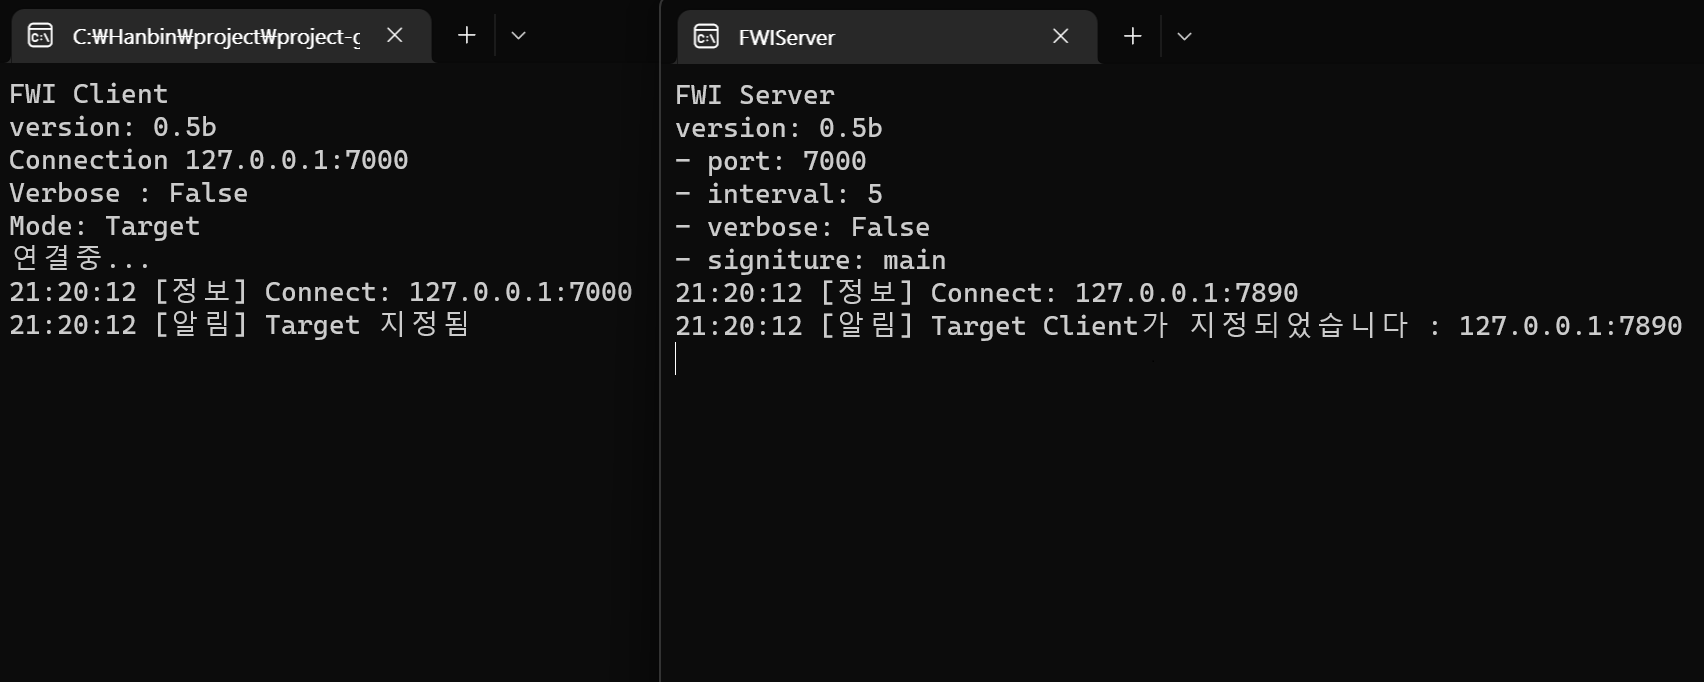 C:₩Hanbin₩project₩project-g
FWI Client
version: 0.5b
Connection 127.0.0.1:7000
Verbose : False
Mode: Target
연결중...
21:20:12 [정보] Connect: 127.0.0.1:7000
21:20:12 [알림] Target 지정됨
FWIServer
FWI Server
version: 0.5b
- port: 7000
- interval: 5
- verbose: False
- signiture: main
21:20:12 [정보] Connect: 127.0.0.1:7890
21:20:12 [알림] Target Client가 지정되었습니다 : 127.0.0.1:7890